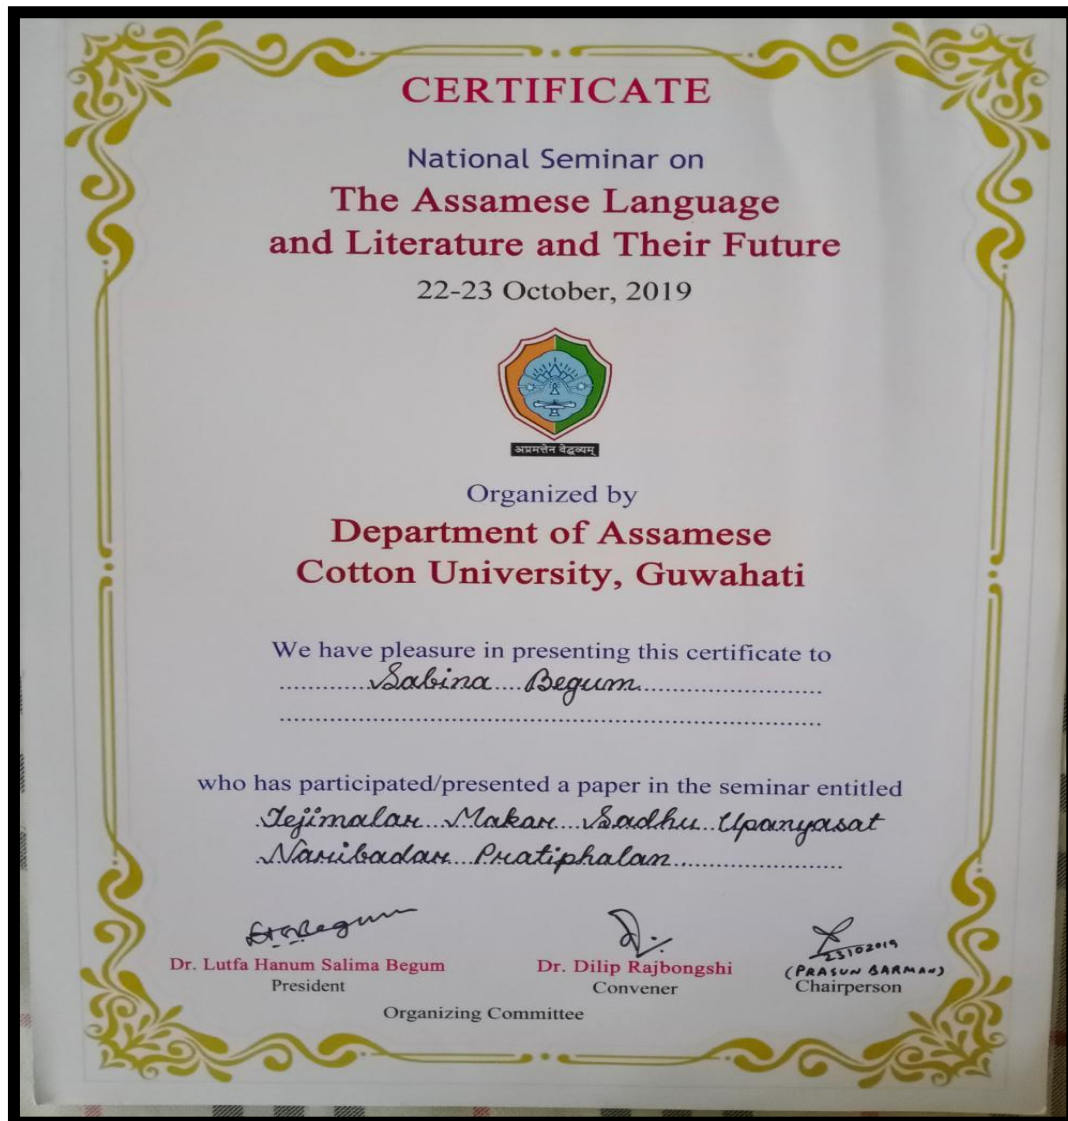 CERTIFICATE
National Seminar on
The Assamese Language
and Literature and Their Future
22-23 October, 2019
अप्रमत्तेन वेद्धव्यम्
Organized by
Department of Assamese
Cotton University, Guwahati
We have pleasure in presenting this certificate to
Sabina Begum
who has participated/presented a paper in the seminar entitled
Tejimalar Makar Sadhu Upanyasat
Naribadar Pratiphalan
Begum
23102019
Dr. Lutfa Hanum Salima Begum Dr. Dilip Rajbongshi (PRASUN BARMAN)
President Convener Chairperson
Organizing Committee